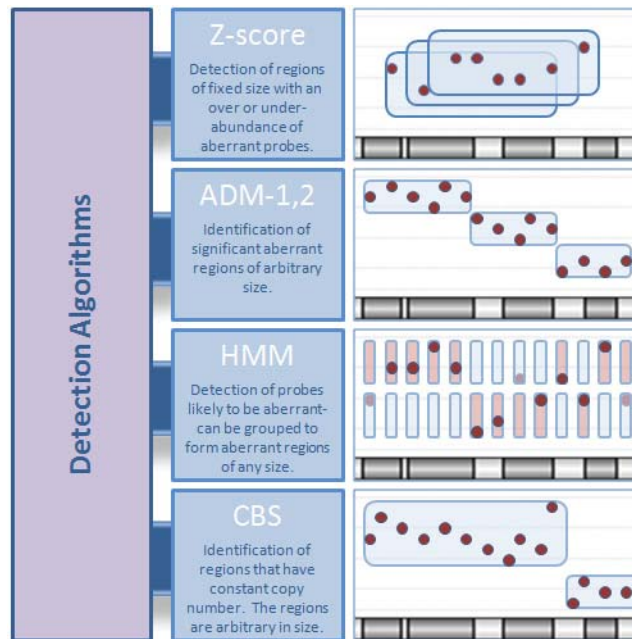 Detection Algorithms
Z-score
Detection of regions
of fixed size with an
over or under-
abundance of
aberrant probes.
ADM-1,2
Identification of
significant aberrant
regions of arbitrary
size.
HMM
Detection of probes
likely to be aberrant-
can be grouped to
form aberrant regions
of any size.
CBS
Identification of
regions that have
constant copy
number. The regions
are arbitrary in size.